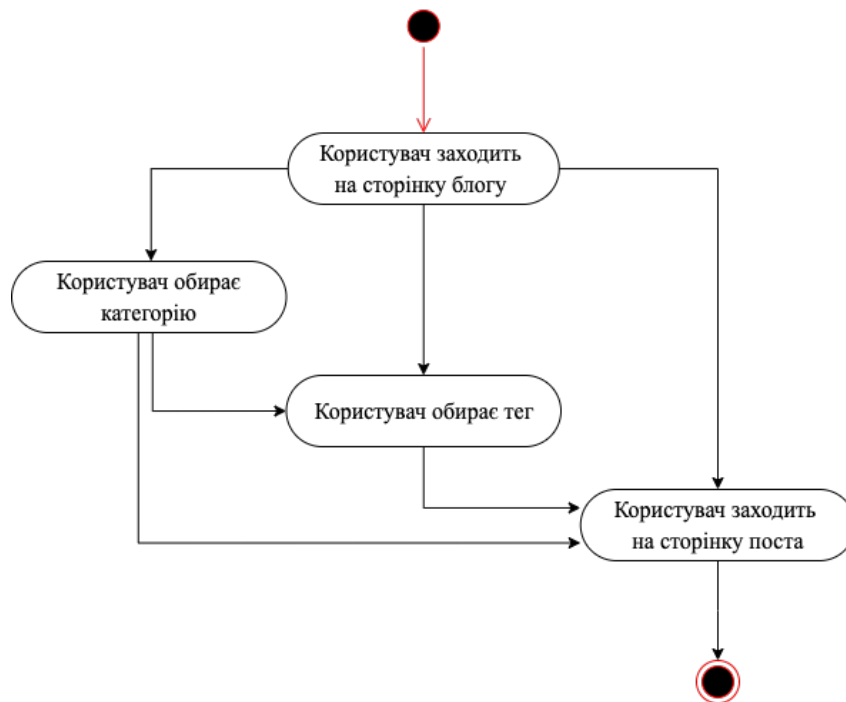 Користувач заходить
на сторінку блогу
Користувач обирає
категорію
Користувач обирає тег
Користувач заходить
на сторінку поста